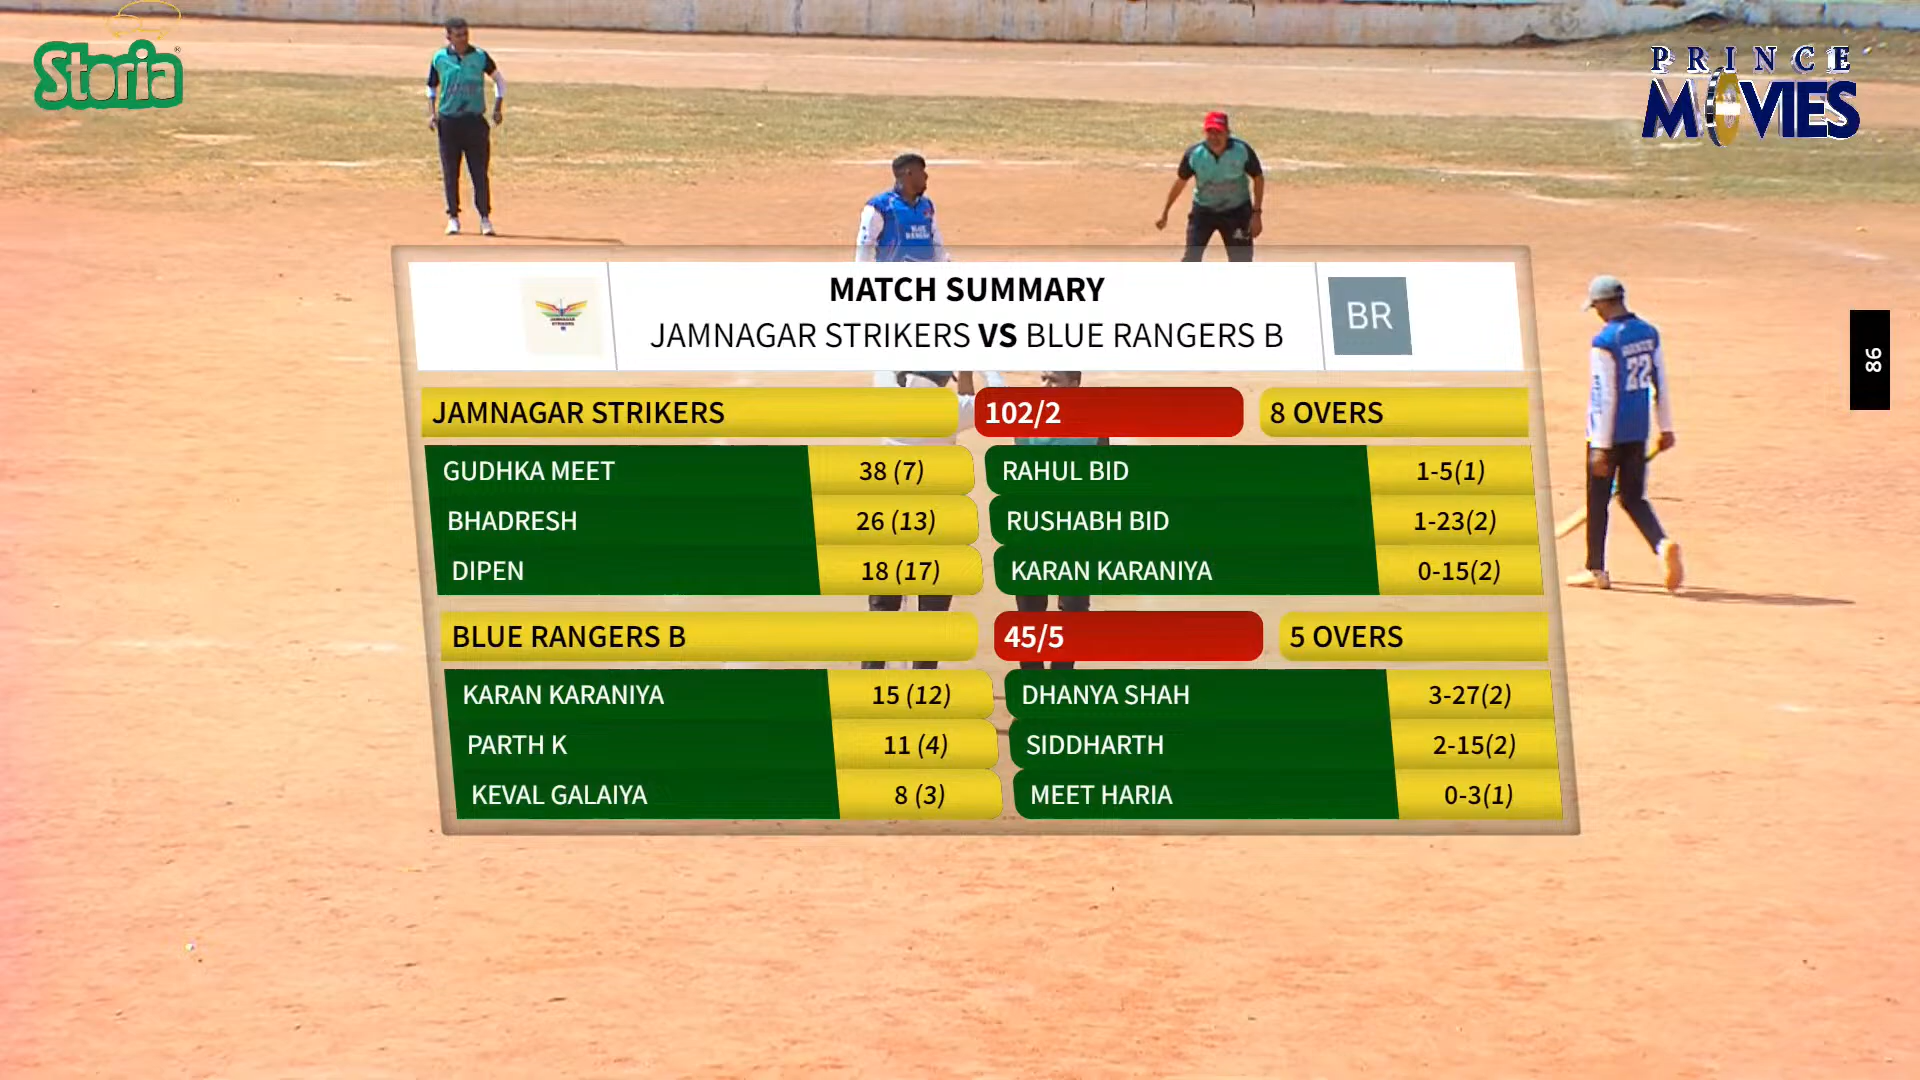 Storia
PRINCE
MOVIES
MATCH SUMMARY
JAMNAGAR STRIKERS VS BLUE RANGERS B
BR
JAMNAGAR STRIKERS 102/2 8 OVERS
GUDHKA MEET 38 (7) RAHUL BID 1-5(1)
BHADRESH 26 (13) RUSHABH BID 1-23(2)
DIPEN 18 (17) KARAN KARANIYA 0-15(2)
BLUE RANGERS B 45/5 5 OVERS
KARAN KARANIYA 15 (12) DHANYA SHAH 3-27(2)
PARTH K 11 (4) SIDDHARTH 2-15(2)
KEVAL GALAIYA 8 (3) MEET HARIA 0-3(1)
86
22
BLUE